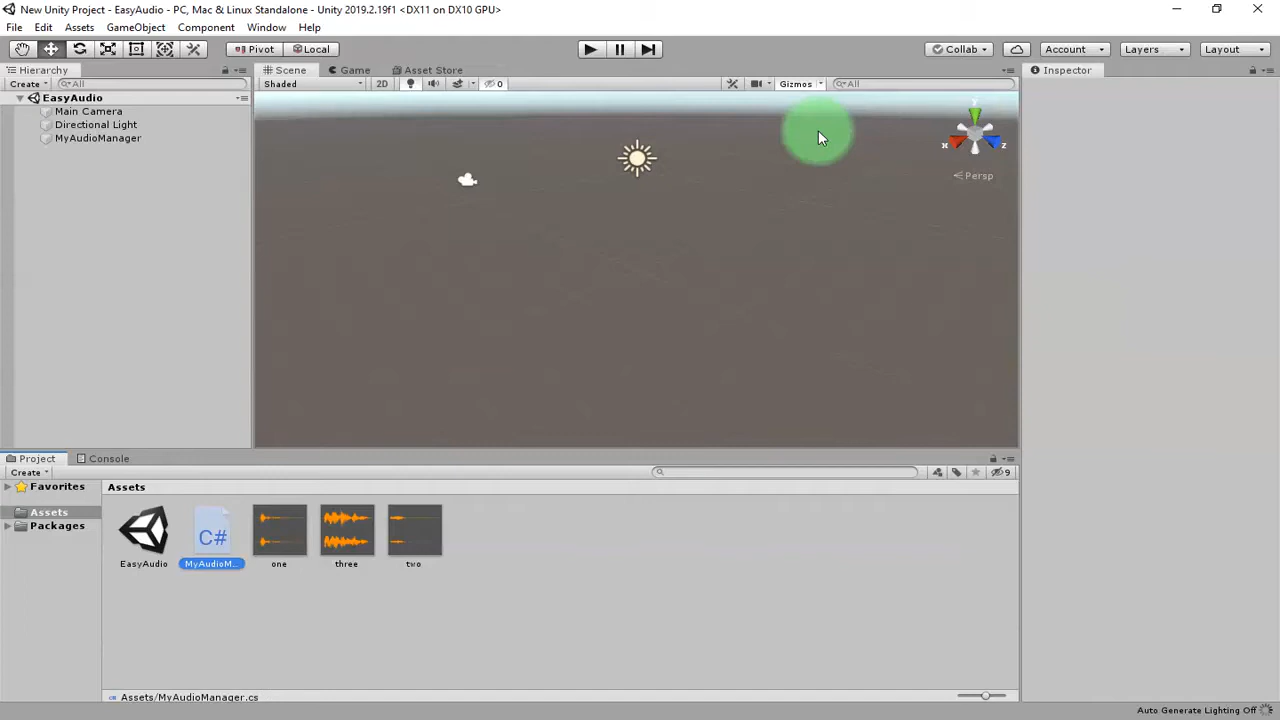 New Unity Project - EasyAudio - PC, Mac & Linux Standalone - Unity 2019.2.19f1 <DX11 on DX10 GPU>
File Edit Assets GameObject Component Window Help
Pivot Local Collab Account Layers Layout
Hierarchy Scene Game Asset Store Inspector
Create All Shaded 2D 0 Gizmos All
EasyAudio
Main Camera
Directional Light
MyAudioManager
y
x z
Persp
Project Console
Create 9
Favorites
Assets
Packages
Assets
C#
EasyAudio MyAudioM... one three two
Assets/MyAudioManager.cs
Auto Generate Lighting Off